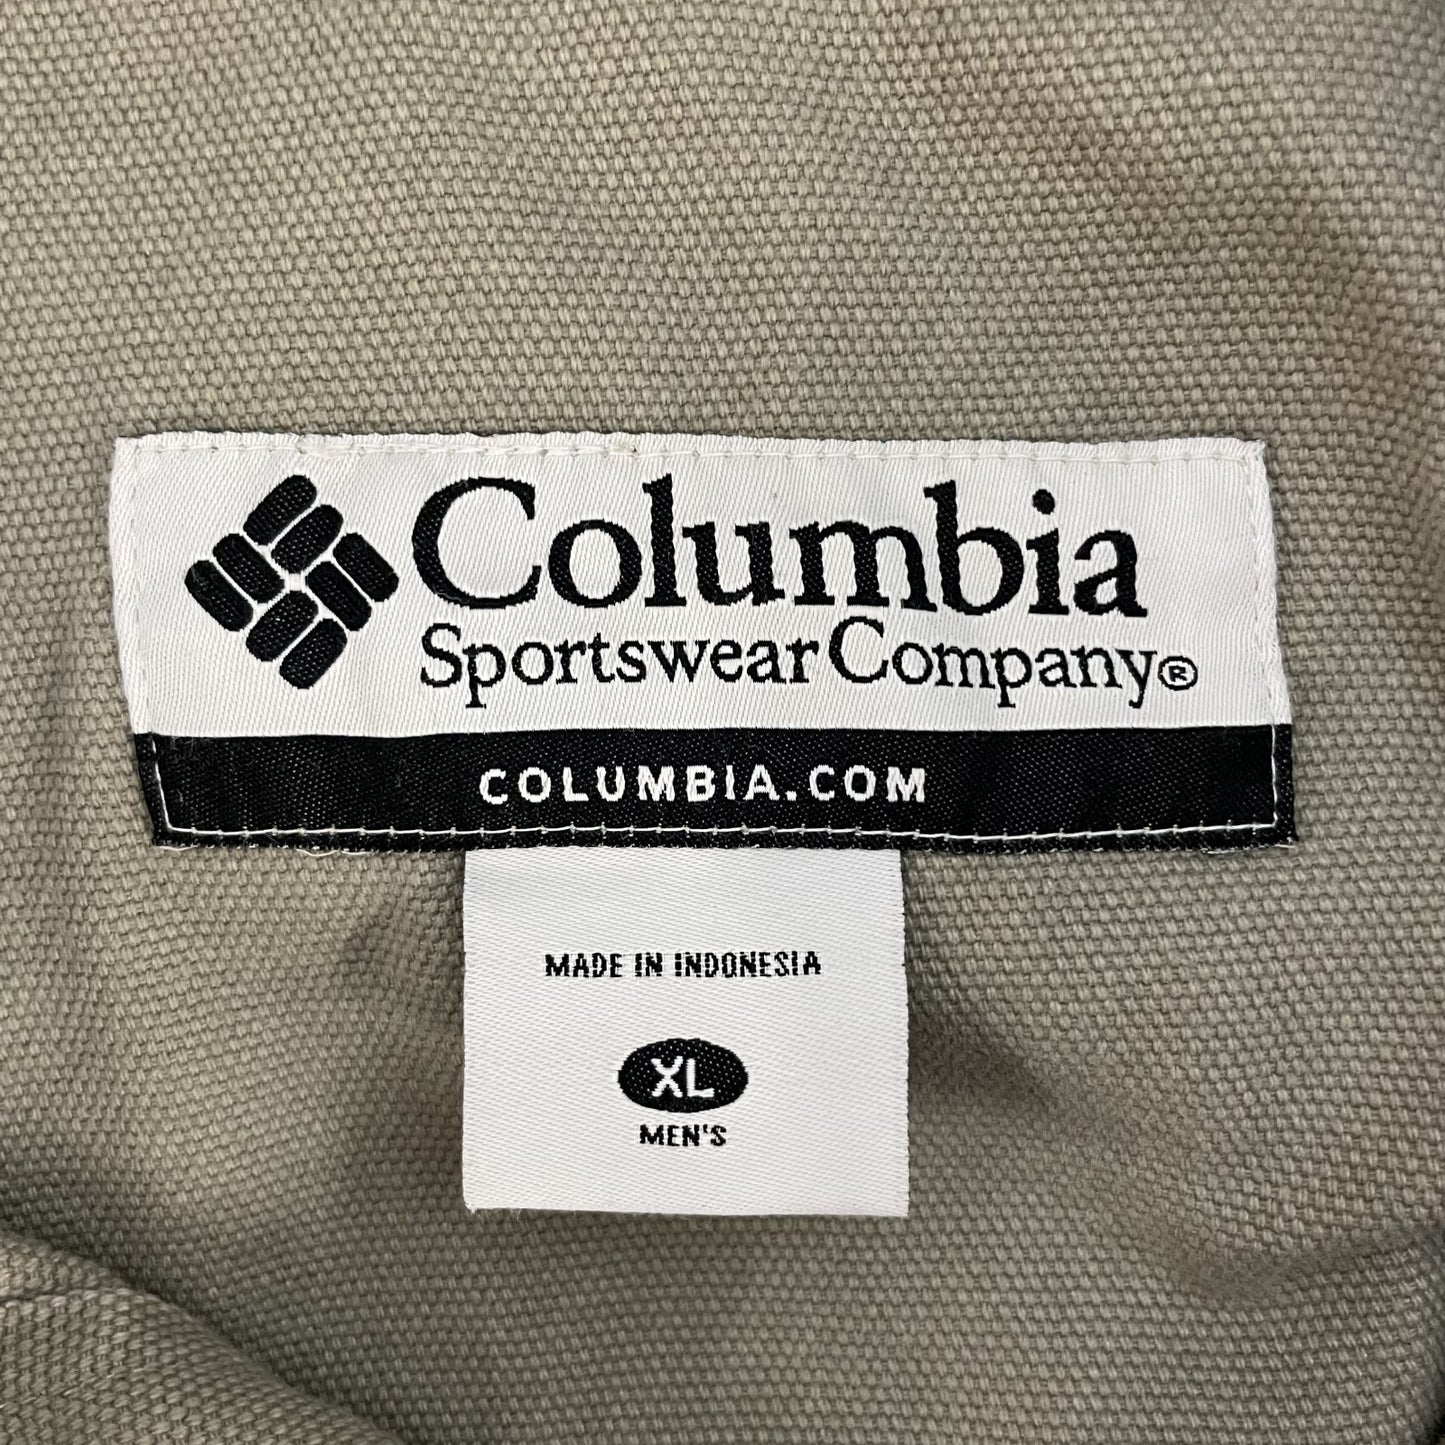 Columbia
Sportswear Company®
COLUMBIA.COM
MADE IN INDONESIA
XL
MEN'S